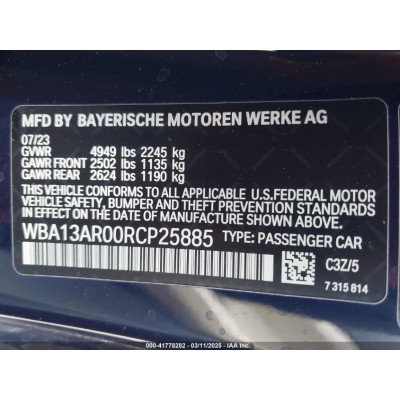 MFD BY BAYERISCHE MOTOREN WERKE AG
07/23
GVWR 4949 lbs 2245 kg
GAWR FRONT 2502 lbs 1135 kg
GAWR REAR 2624 lbs 1190 kg
THIS VEHICLE CONFORMS TO ALL APPLICABLE U.S.FEDERAL MOTOR
VEHICLE SAFETY, BUMPER, AND THEFT PREVENTION
STANDARDS IN EFFECT ON THE DATE OF MANUFACTURE SHOWN ABOVE.
WBA13AR00RCP25885 TYPE: PASSENGER CAR
C3Z/5
7 315 814
000-41778282 - 03/11/2025 - IAA Inc.